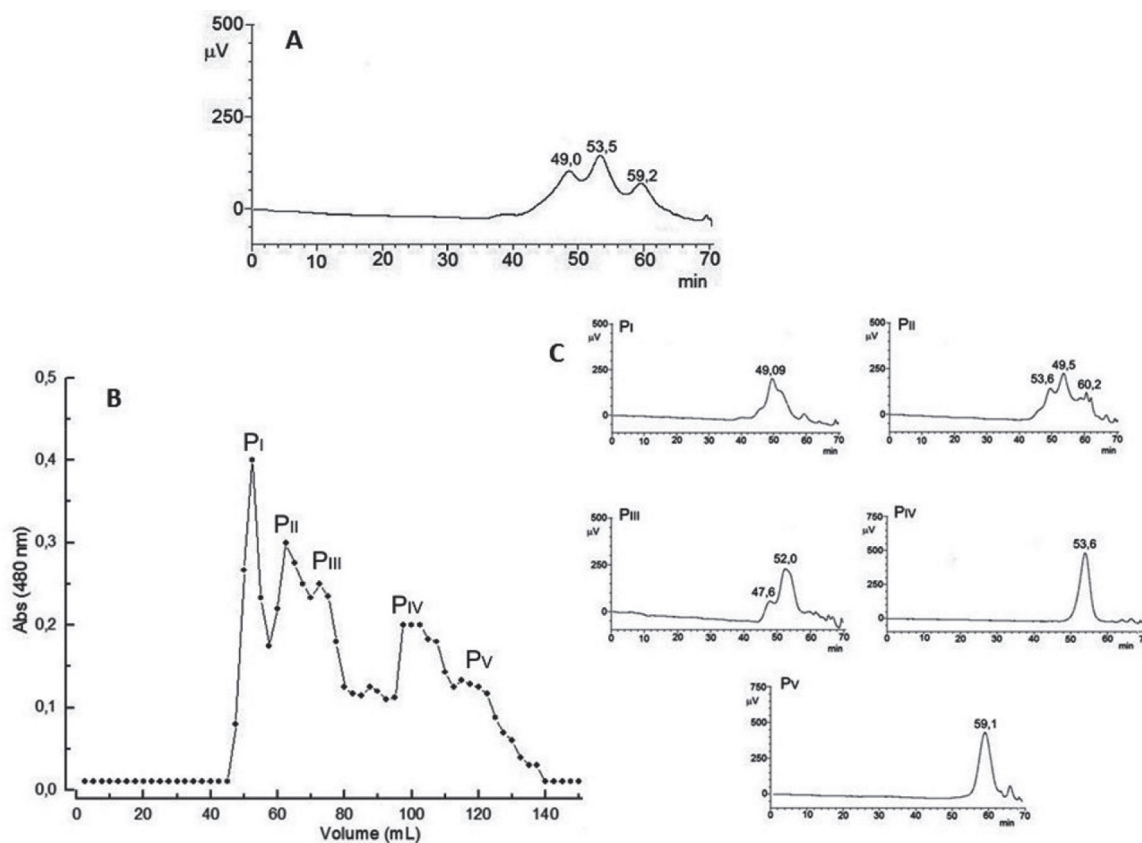 A
500
µV
250
0
49,0
53,5
59,2
0 10 20 30 40 50 60 70
min
B
0,5
0,4
0,3
0,2
0,1
0,0
Abs (480 nm)
PI
PII
PIII
PIV
PV
0 20 40 60 80 100 120 140
Volume (mL)
C
PI
500
µV
250
0
49,09
0 10 20 30 40 50 60 70
min
PII
500
µV
250
0
53,6
49,5
60,2
0 10 20 30 40 50 60 70
min
PIII
500
µV
250
0
47,6
52,0
0 10 20 30 40 50 60 70
min
PIV
750
µV
500
250
0
53,6
0 10 20 30 40 50 60 70
min
PV
750
µV
500
250
0
59,1
0 10 20 30 40 50 60 70
min